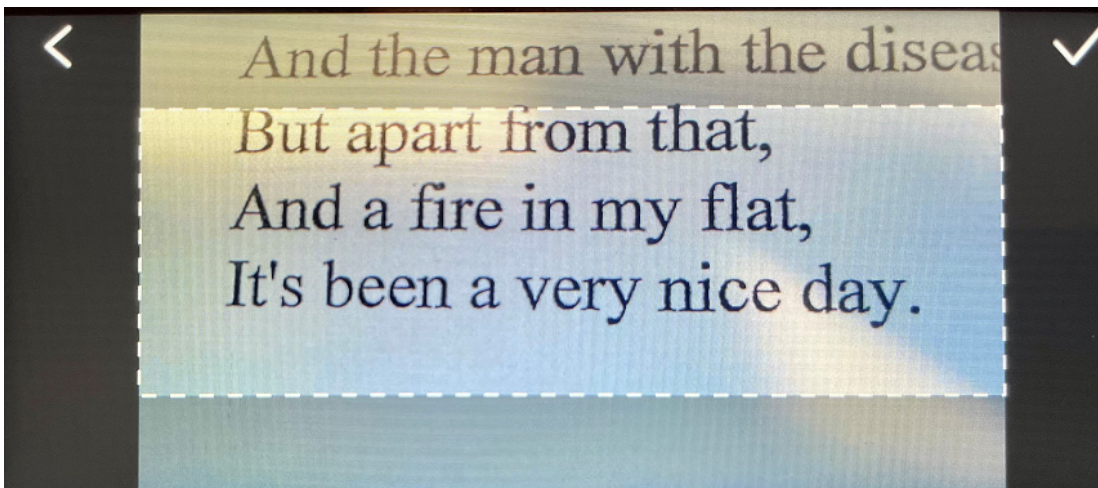 And the man with the
But apart from that,
And a fire in my flat,
It's been a very nice day.